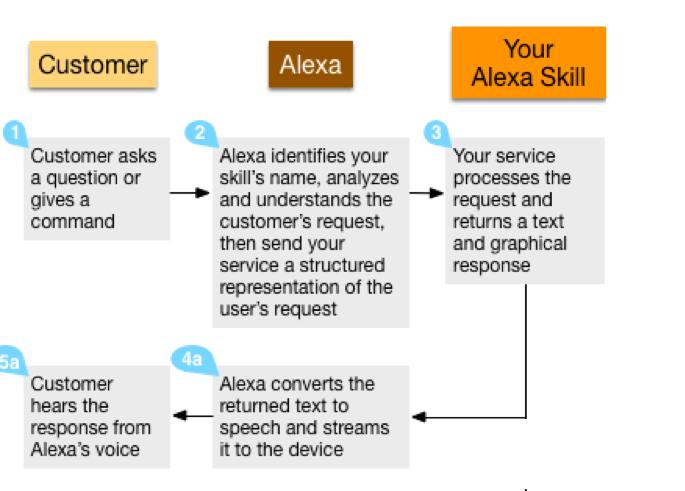 Customer
Alexa
Your
Alexa Skill
1
Customer asks
a question or
gives a
command
2
Alexa identifies your
skill's name, analyzes
and understands the
customer's request,
then send your
service a structured
representation of the
user's request
3
Your service
processes the
request and
returns a text
and graphical
response
5a
Customer
hears the
response from
Alexa's voice
4a
Alexa converts the
returned text to
speech and streams
it to the device